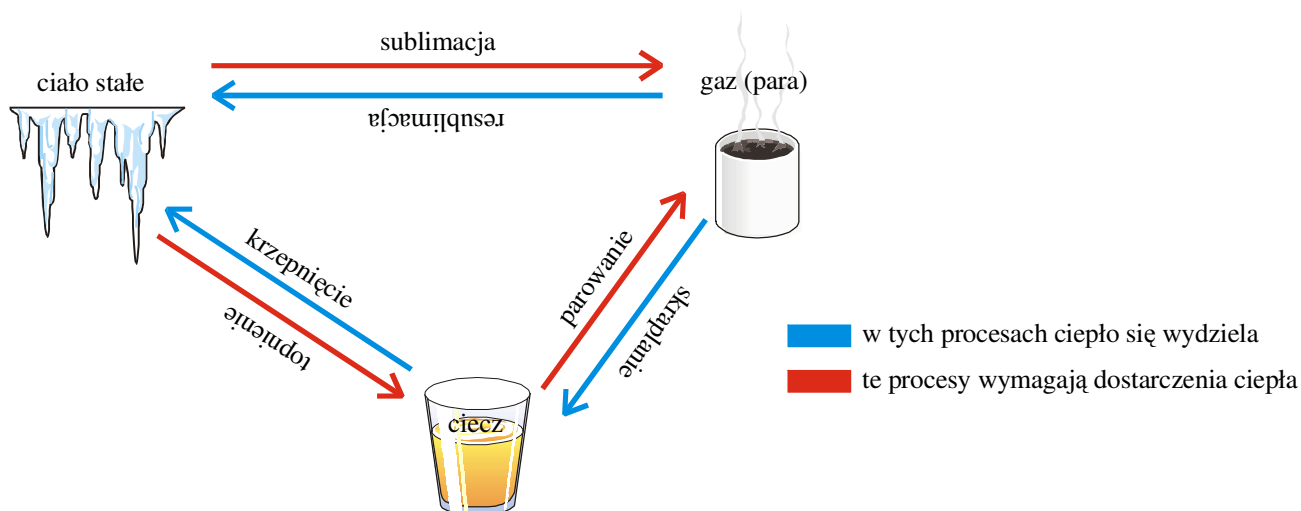 sublimacja
ciało stałe
gaz (para)
resublimacja
krzepnięcie
topnienie
parowanie
skraplanie
ciecz
w tych procesach ciepło się wydziela
te procesy wymagają dostarczenia ciepła